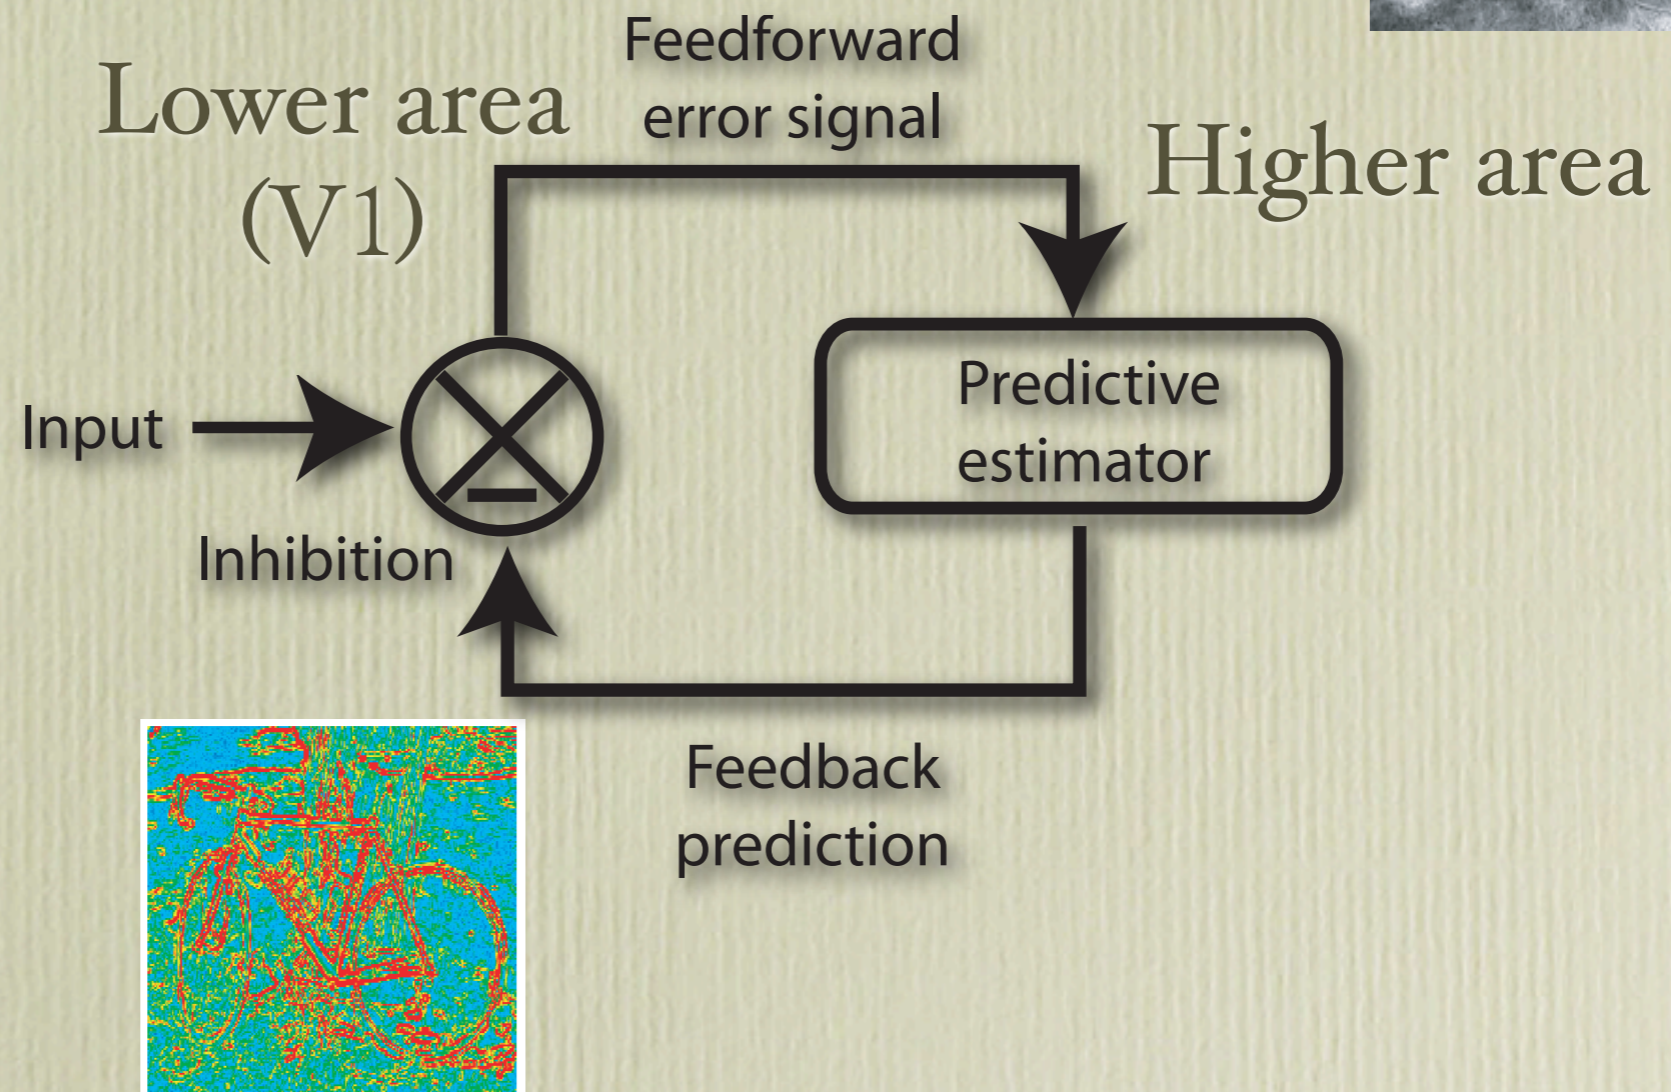 Feedforward
error signal
Lower area
(V1)
Higher area
Input
Predictive
estimator
Inhibition
Feedback
prediction